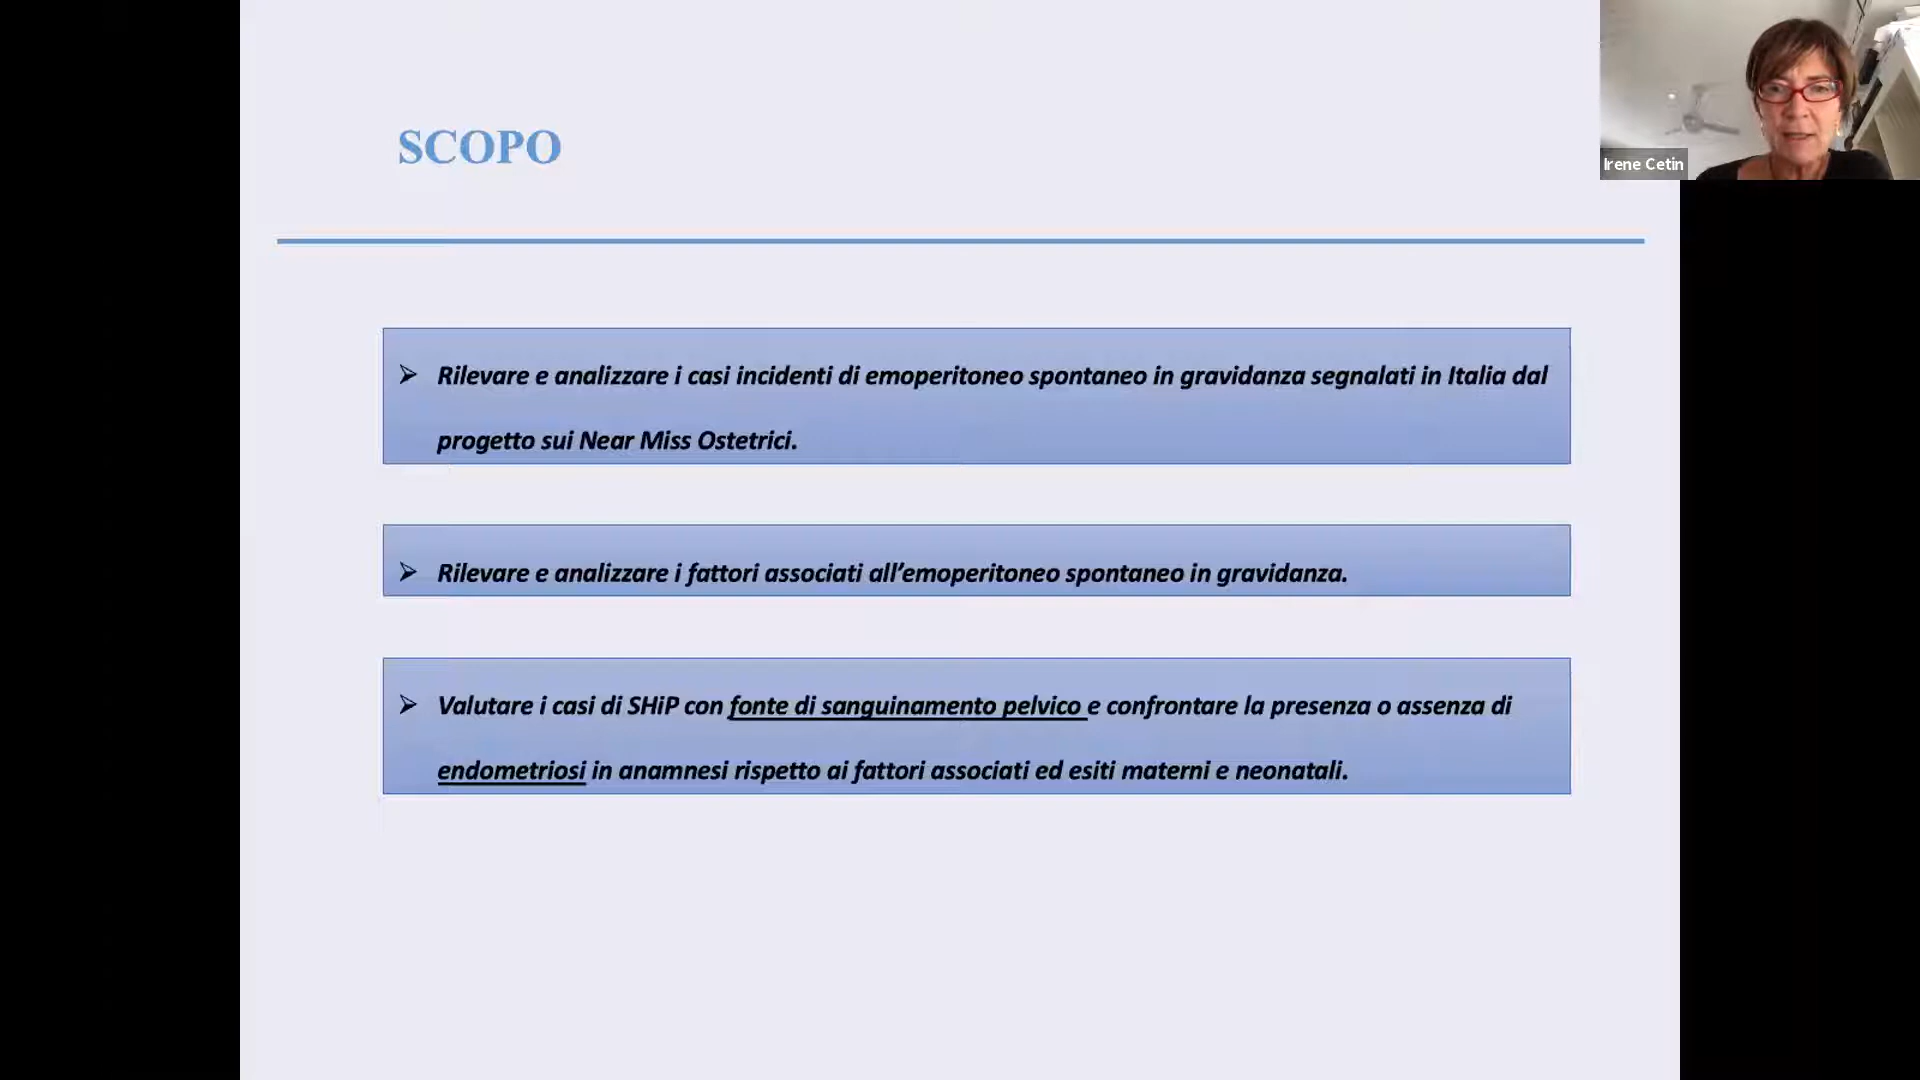 SCOPO
Irene Cetin
➢ Rilevare e analizzare i casi incidenti di emoperitoneo spontaneo in gravidanza segnalati in Italia dal
progetto sui Near Miss Ostetrici.
➢ Rilevare e analizzare i fattori associati all’emoperitoneo spontaneo in gravidanza.
➢ Valutare i casi di SHiP con fonte di sanguinamento pelvico e confrontare la presenza o assenza di
endometriosi in anamnesi rispetto ai fattori associati ed esiti materni e neonatali.